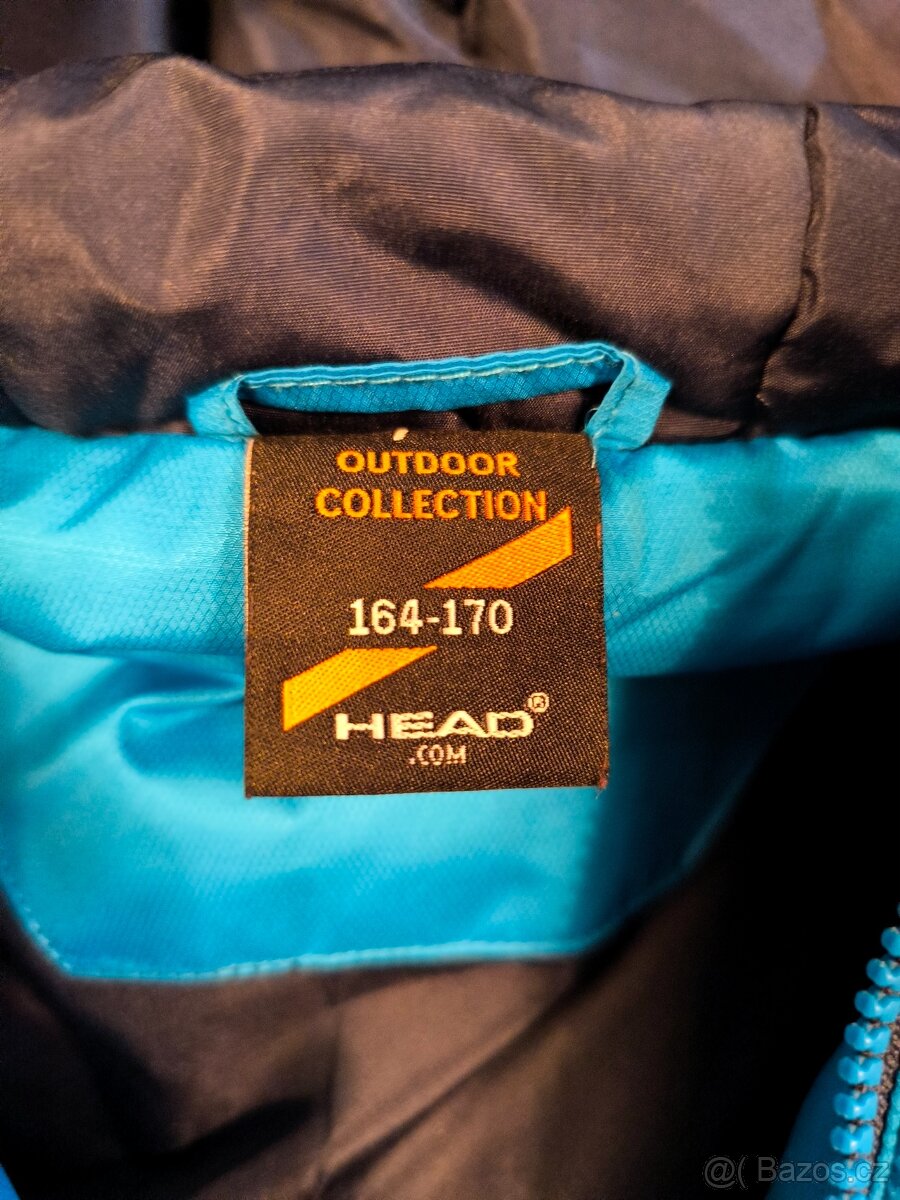 OUTDOOR
COLLECTION
164-170
HEAD®
.COM
@( Bazos.cz